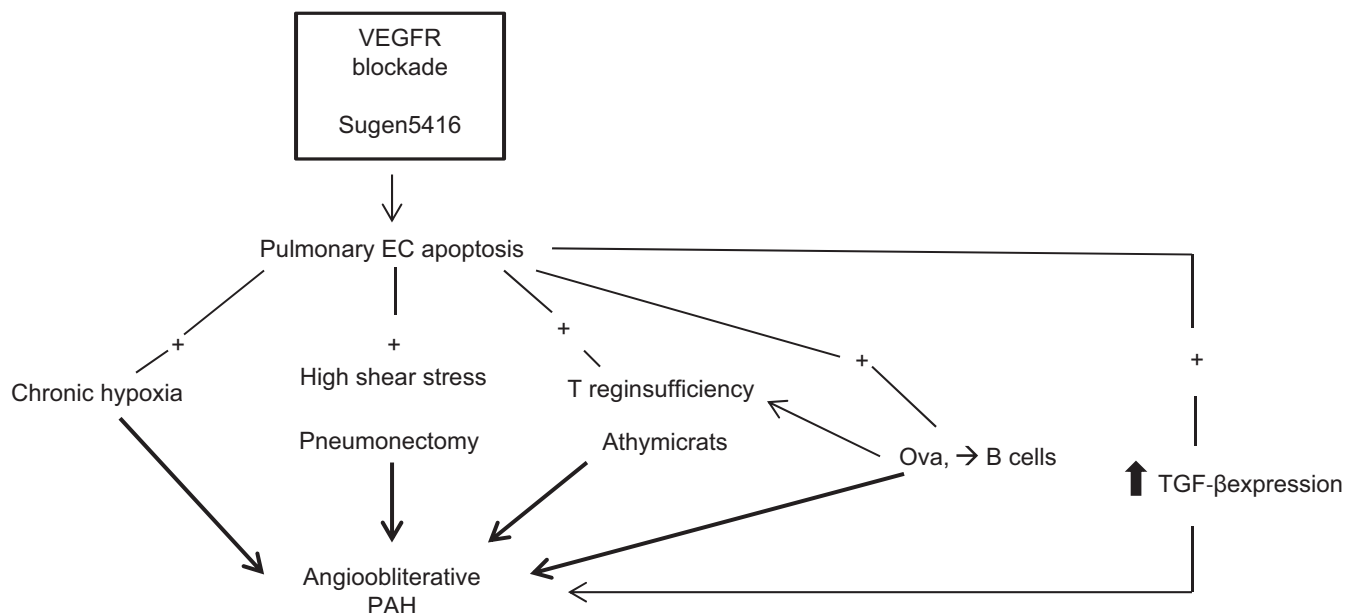 VEGFR
blockade
Sugen5416
Pulmonary EC apoptosis
+
+
+
+
+
Chronic hypoxia
High shear stress
T reginsufficiency
Pneumonectomy
Athymicrats
Ova, → B cells
TGF-βexpression
Angioobliterative
PAH